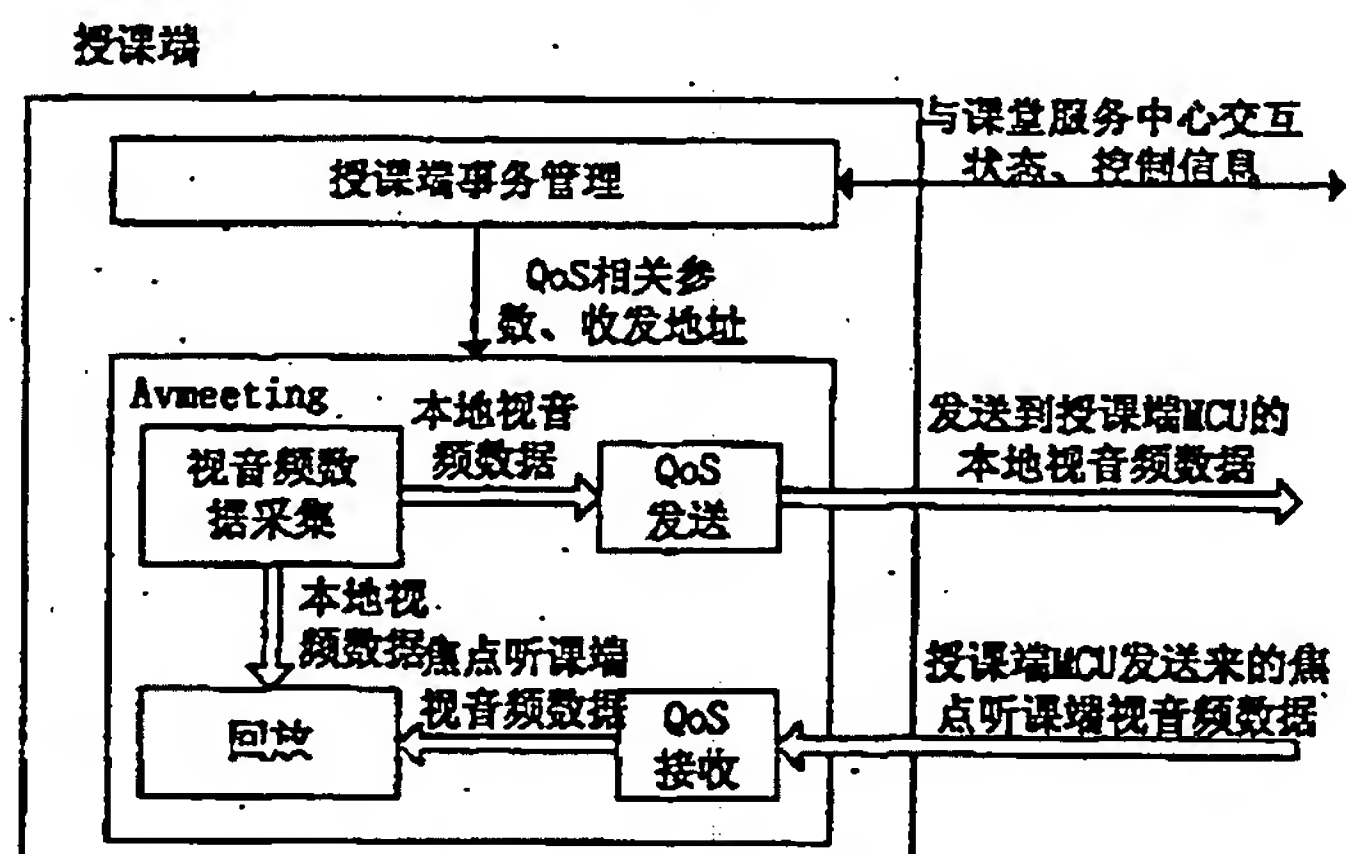 授课端
与课堂服务中心交互
状态、控制信息
授课端事务管理
QoS相关参
数、收发地址
Avmeeting
本地视音
频数据
视音频数
据采集
QoS
发送
发送到授课端MCU的
本地视音频数据
本地视
频数据
焦点听课端
视音频数据
回放
QoS
接收
授课端MCU发送来的焦
点听课端视音频数据